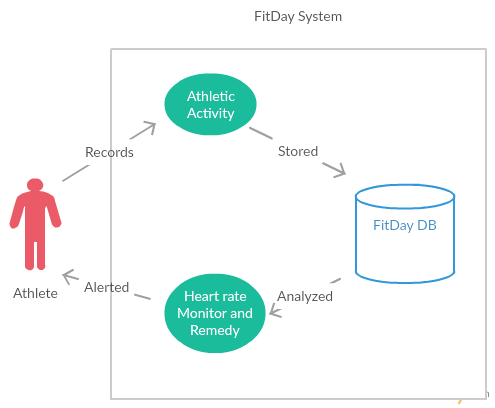 FitDay System
Athletic
Activity
Records
Stored
FitDay DB
Athlete
Alerted
Heart rate
Monitor and
Remedy
Analyzed